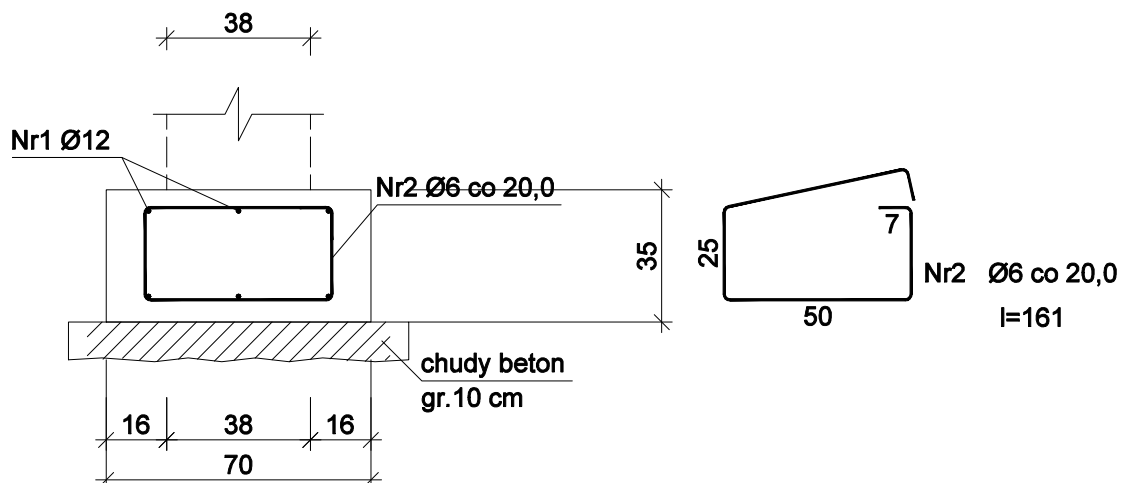 38
Nr1 Ø12
Nr2 Ø6 co 20,0
35
25
7
50
Nr2 Ø6 co 20,0
l=161
chudy beton
gr.10 cm
16 38 16
70